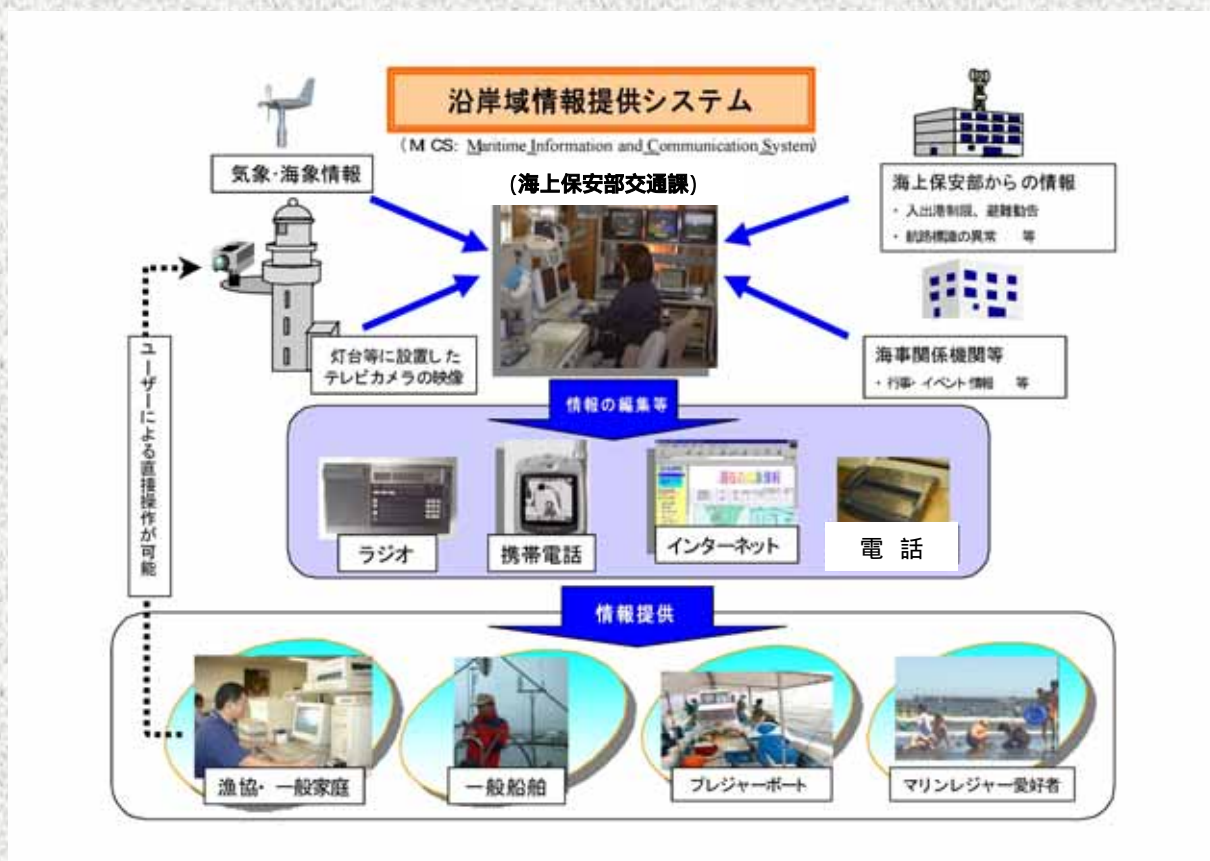 沿岸域情報提供システム
(MICS: Maritime Information and Communication System)
(海上保安部交通課)
気象・海象情報
海上保安部からの情報
・ 入出港制限、避難勧告
・ 航路標識の異常　等
灯台等に設置した
テレビカメラの映像
海事関係機関等
・行事・イベント情報　等
ユーザーによる直接操作が可能
情報の編集等
ラジオ
携帯電話
インターネット
電 話
情報提供
漁協・一般家庭
一般船舶
プレジャーボート
マリンレジャー愛好者